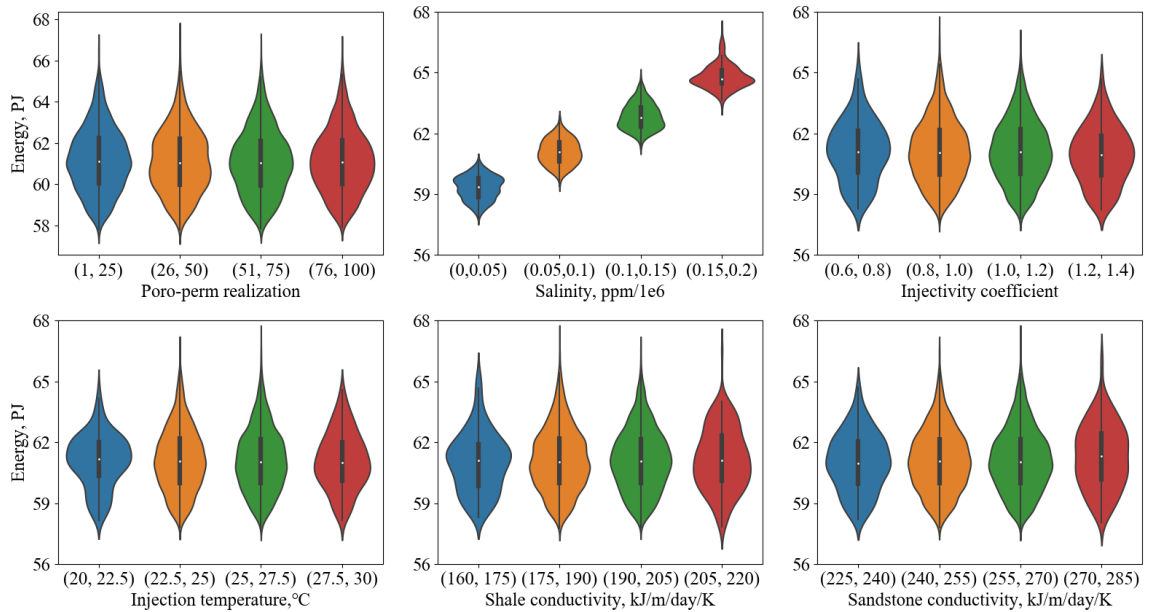 68
66
64
62
60
58
Energy, PJ
(1, 25) (26, 50) (51, 75) (76, 100)
Poro-perm realization
68
65
62
59
56
(0,0.05) (0.05,0.1) (0.1,0.15) (0.15,0.2)
Salinity, ppm/1e6
68
65
62
59
56
(0.6, 0.8) (0.8, 1.0) (1.0, 1.2) (1.2, 1.4)
Injectivity coefficient
68
65
62
59
56
Energy, PJ
(20, 22.5) (22.5, 25) (25, 27.5) (27.5, 30)
Injection temperature,°C
68
65
62
59
56
(160, 175) (175, 190) (190, 205) (205, 220)
Shale conductivity, kJ/m/day/K
68
65
62
59
56
(225, 240) (240, 255) (255, 270) (270, 285)
Sandstone conductivity, kJ/m/day/K